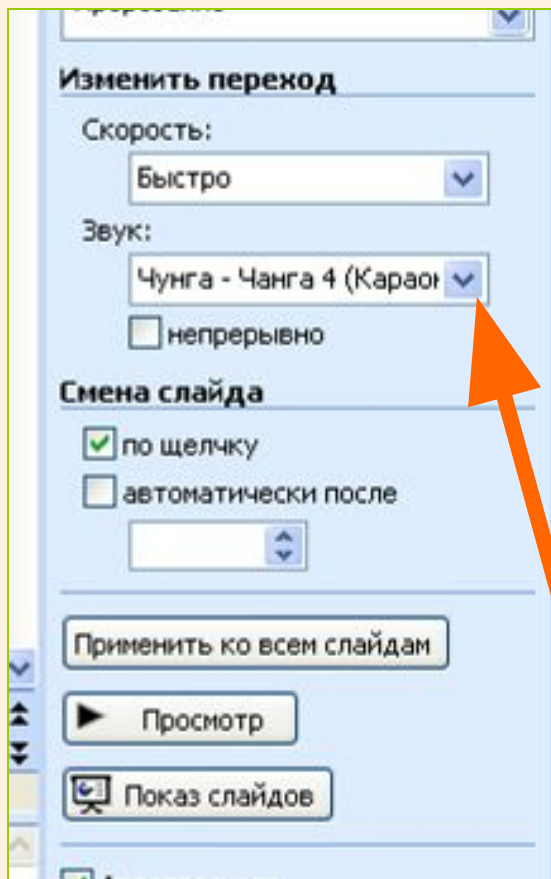 Изменить переход
Скорость:
Быстро
Звук:
Чунга - Чанга 4 (Караок
непрерывно
Смена слайда
по щелчку
автоматически после
Применить ко всем слайдам
Просмотр
Показ слайдов